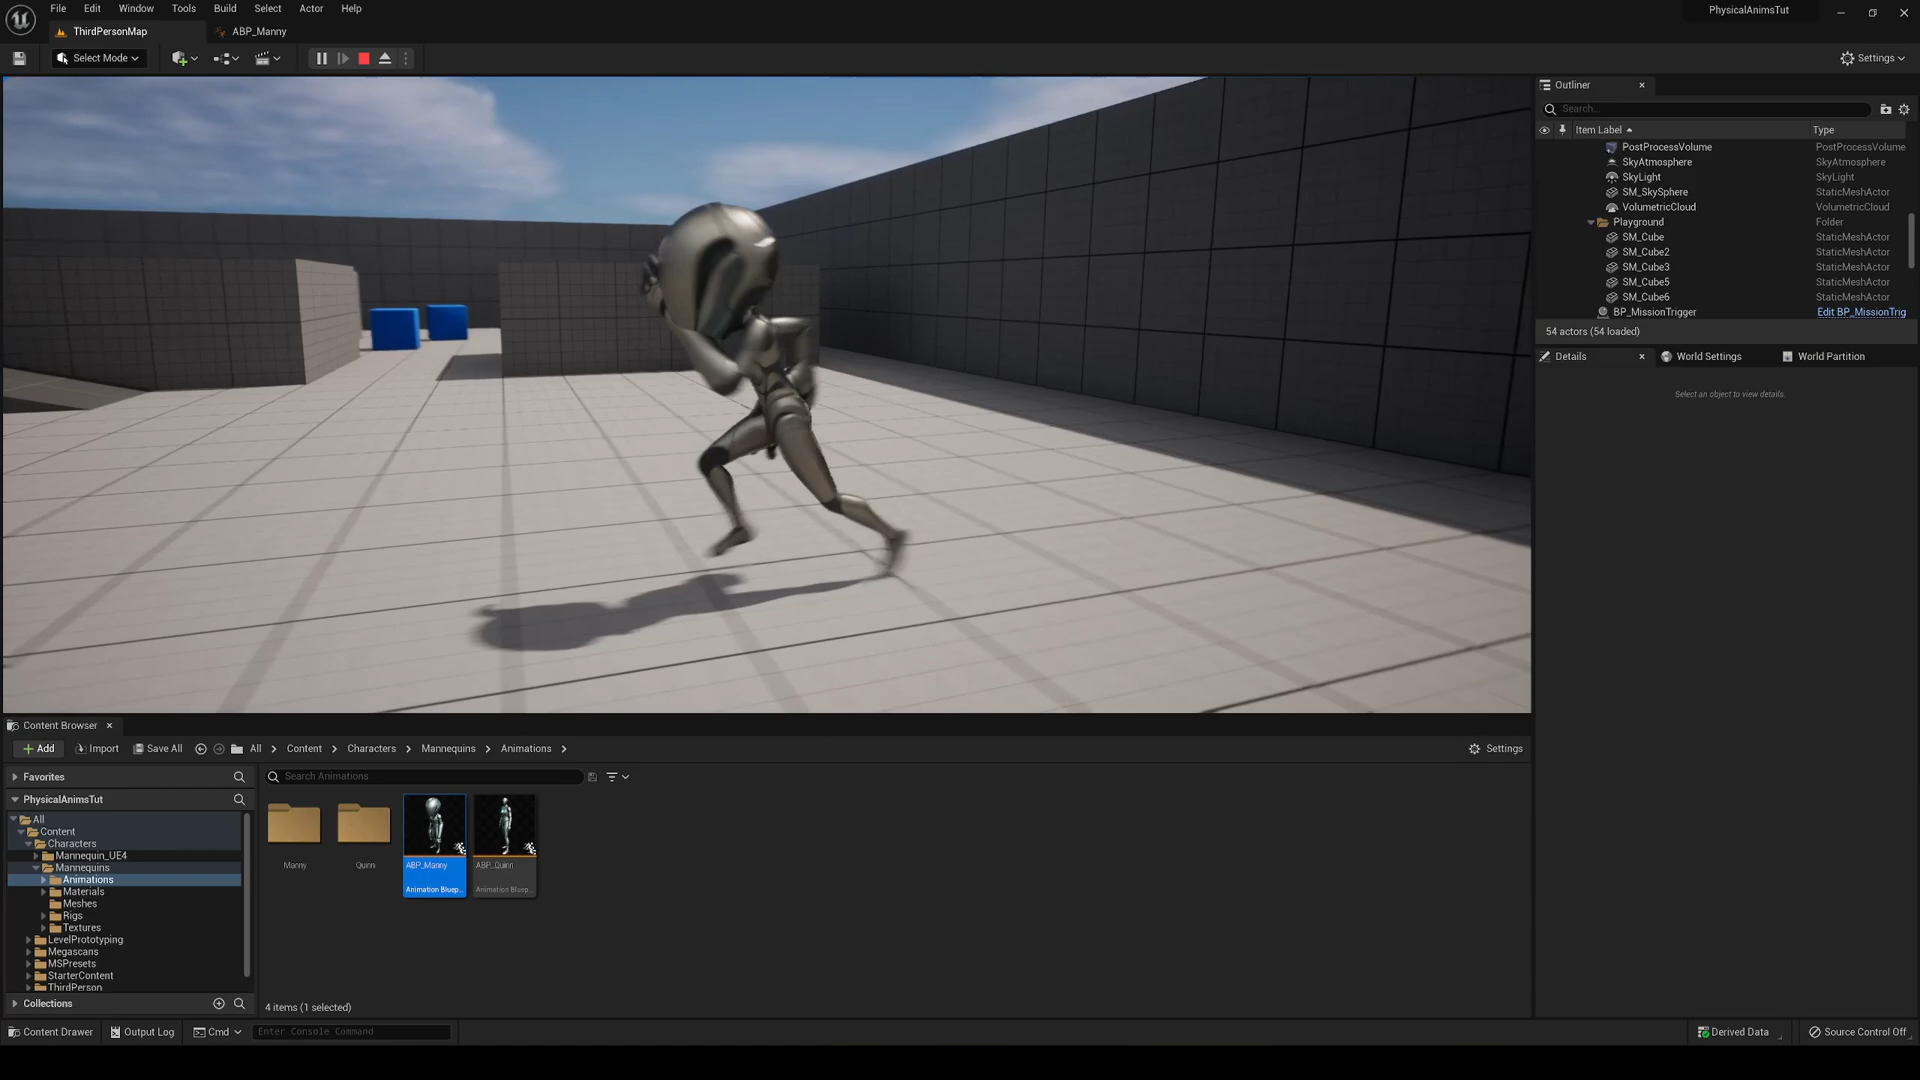 File Edit Window Tools Build Select Actor Help
PhysicalAnimsTut
ThirdPersonMap
ABP_Manny
Select Mode
Settings
Outliner
Search...
Item Label Type
PostProcessVolume PostProcessVolume
SkyAtmosphere SkyAtmosphere
SkyLight SkyLight
SM_SkySphere StaticMeshActor
VolumetricCloud VolumetricCloud
Playground Folder
SM_Cube StaticMeshActor
SM_Cube2 StaticMeshActor
SM_Cube3 StaticMeshActor
SM_Cube5 StaticMeshActor
SM_Cube6 StaticMeshActor
BP_MissionTrigger Edit BP_MissionTrig
54 actors (54 loaded)
Details World Settings World Partition
Select an object to view details.
Content Browser
Add Import Save All All Content Characters Mannequins Animations Settings
Favorites
Search Animations
PhysicalAnimsTut
All
Content
Characters
Mannequin_UE4
Mannequins
Animations
Materials
Meshes
Rigs
Textures
LevelPrototyping
Megascans
MSPresets
StarterContent
ThirdPerson
Collections
Manny
Quinn
ABP_Manny
Animation Bluep...
ABP_Quinn
Animation Bluep...
4 items (1 selected)
Content Drawer Output Log Cmd Enter Console Command
Derived Data Source Control Off